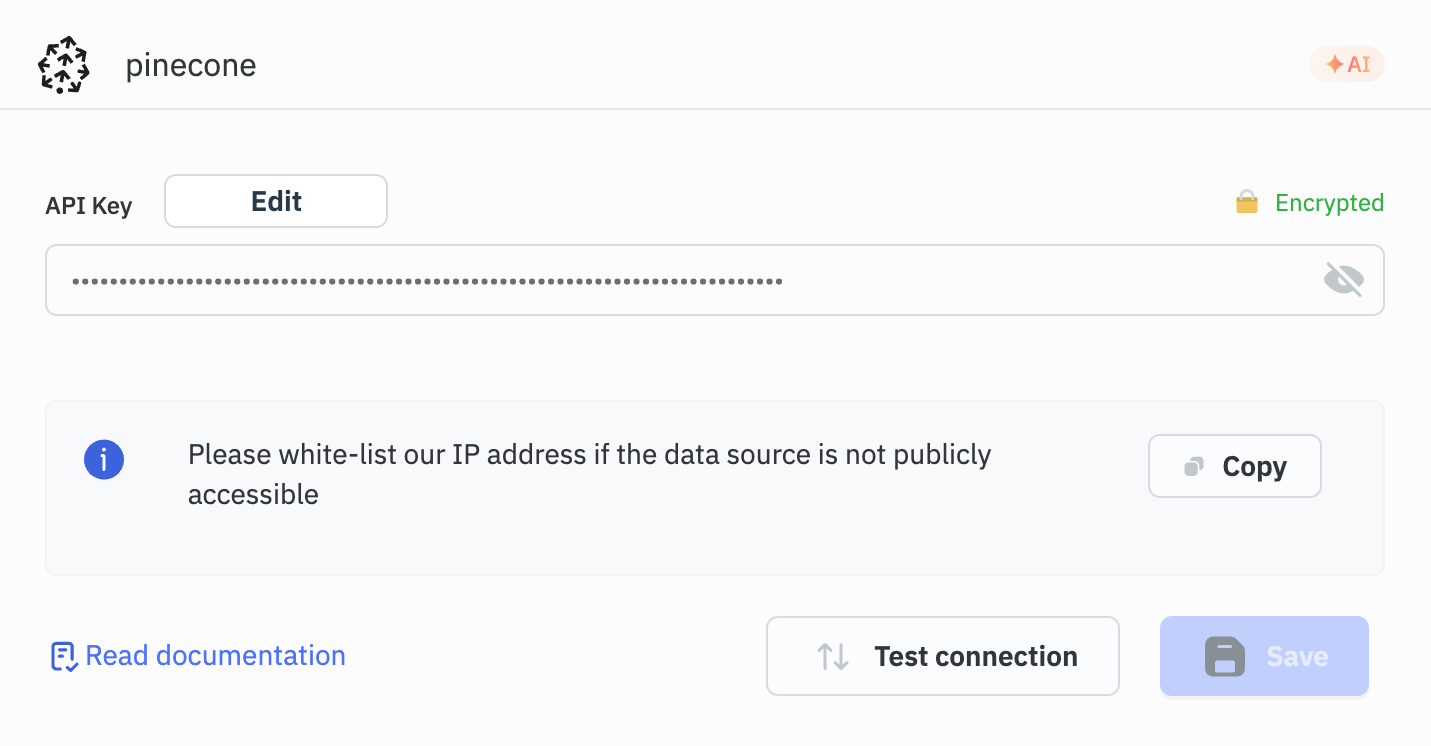 pinecone
AI
API Key
Edit
Encrypted
Please white-list our IP address if the data source is not publicly
accessible
Copy
Read documentation
Test connection
Save